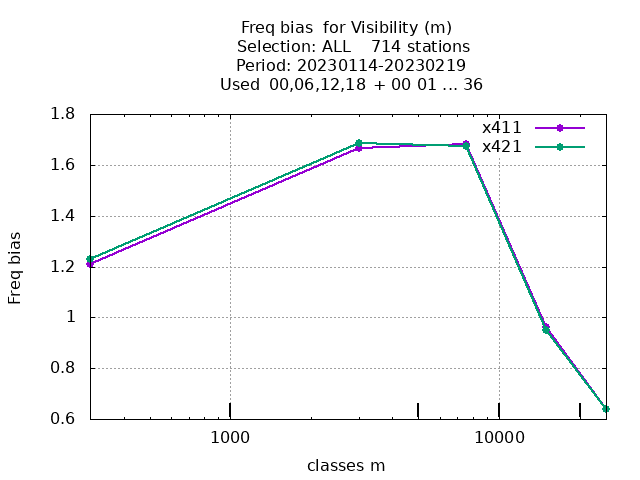 Freq bias  for Visibility (m)
Selection: ALL    714 stations
Period: 20230114-20230219
Used  00,06,12,18  + 00 01 ... 36
x411
x421
1.8
1.6
1.4
1.2
1
0.8
0.6
Freq bias
1000
10000
classes m